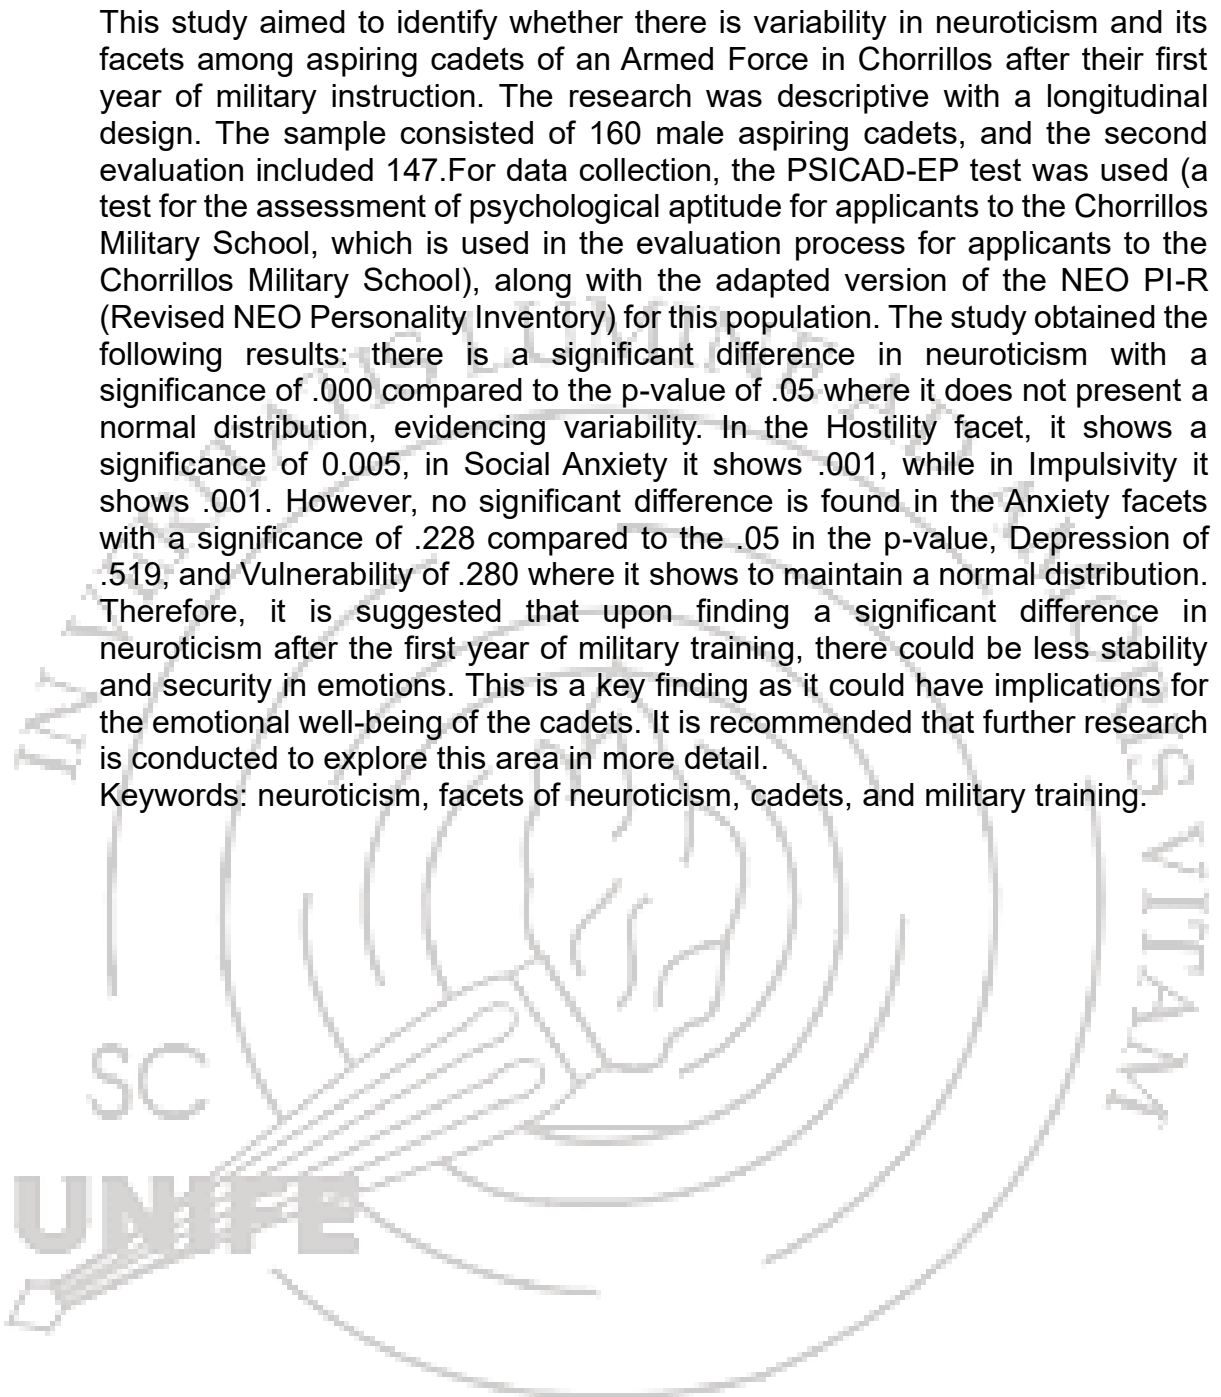 This study aimed to identify whether there is variability in neuroticism and its
facets among aspiring cadets of an Armed Force in Chorrillos after their first
year of military instruction. The research was descriptive with a longitudinal
design. The sample consisted of 160 male aspiring cadets, and the second
evaluation included 147.For data collection, the PSICAD-EP test was used (a
test for the assessment of psychological aptitude for applicants to the Chorrillos
Military School, which is used in the evaluation process for applicants to the
Chorrillos Military School), along with the adapted version of the NEO PI-R
(Revised NEO Personality Inventory) for this population. The study obtained the
following results: there is a significant difference in neuroticism with a
significance of .000 compared to the p-value of .05 where it does not present a
normal distribution, evidencing variability. In the Hostility facet, it shows a
significance of 0.005, in Social Anxiety it shows .001, while in Impulsivity it
shows .001. However, no significant difference is found in the Anxiety facets
with a significance of .228 compared to the .05 in the p-value, Depression of
.519, and Vulnerability of .280 where it shows to maintain a normal distribution.
Therefore, it is suggested that upon finding a significant difference in
neuroticism after the first year of military training, there could be less stability
and security in emotions. This is a key finding as it could have implications for
the emotional well-being of the cadets. It is recommended that further research
is conducted to explore this area in more detail.
Keywords: neuroticism, facets of neuroticism, cadets, and military training.
IN VERITATIS LUMINE AD AMORIS VITAM
SC
UNIFE